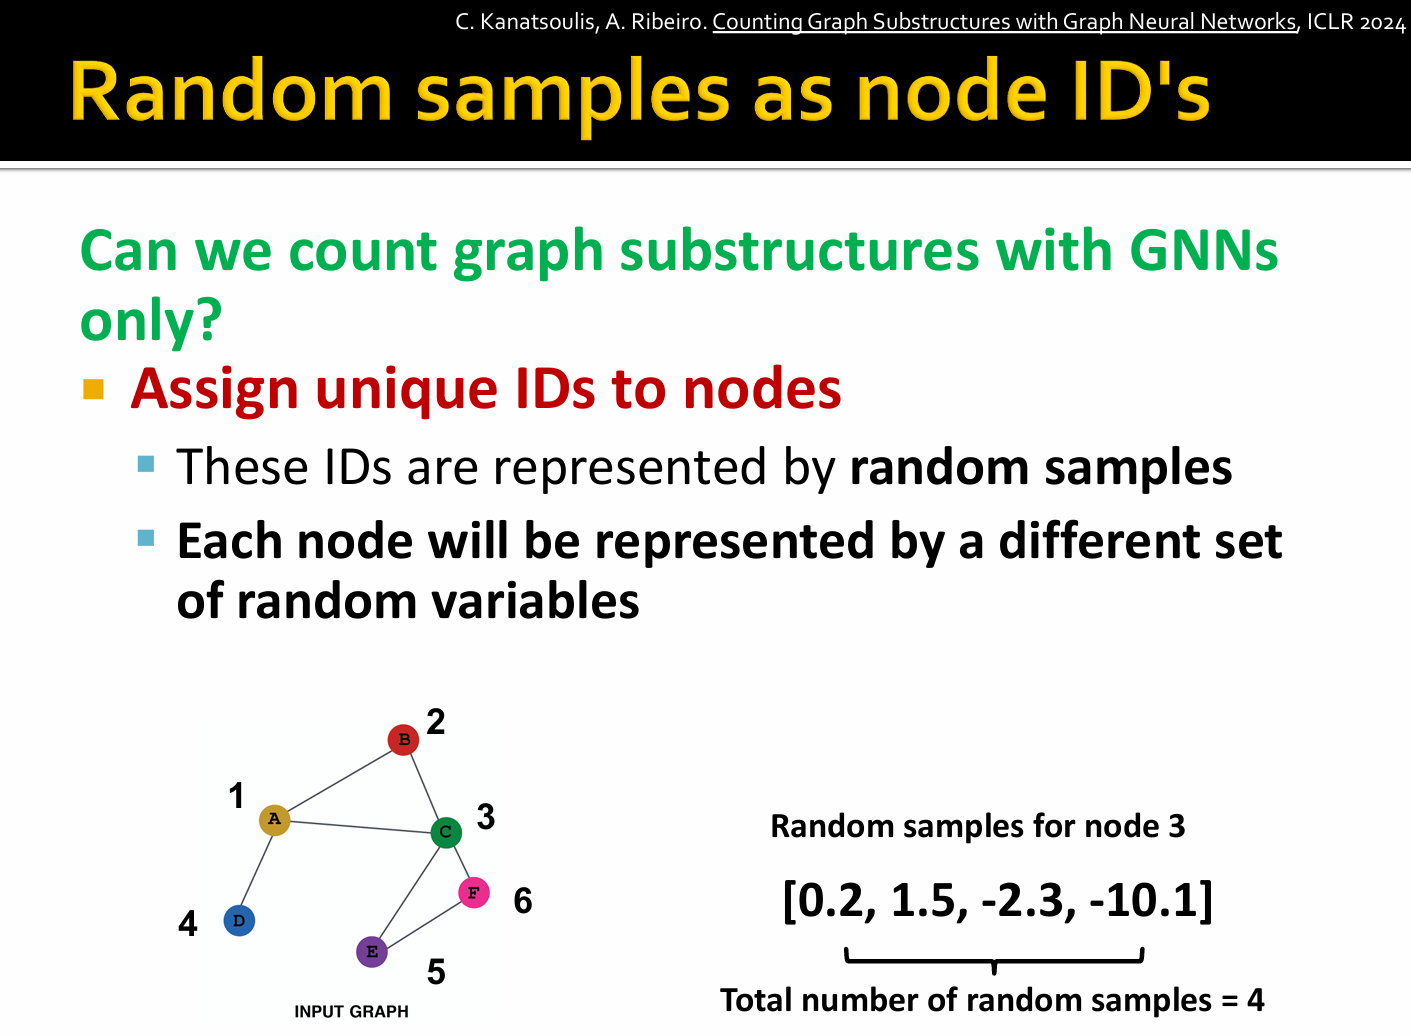 C. Kanatsoulis, A. Ribeiro. Counting Graph Substructures with Graph Neural Networks, ICLR 2024
Random samples as node ID's
Can we count graph substructures with GNNs
only?
Assign unique IDs to nodes
These IDs are represented by random samples
Each node will be represented by a different set
of random variables
2
B
1
A
3
C
6
F
4
D
E
5
INPUT GRAPH
Random samples for node 3
[0.2, 1.5, -2.3, -10.1]
Total number of random samples = 4